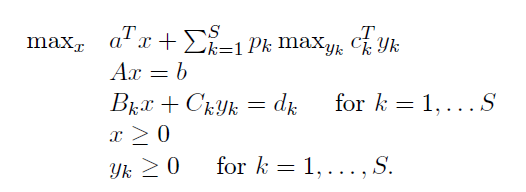 max_x a^T x + ∑_{k=1}^S p_k max_{y_k} c_k^T y_k
Ax = b
B_k x + C_k y_k = d_k for k = 1, . . . S
x ≥ 0
y_k ≥ 0 for k = 1, . . . , S.